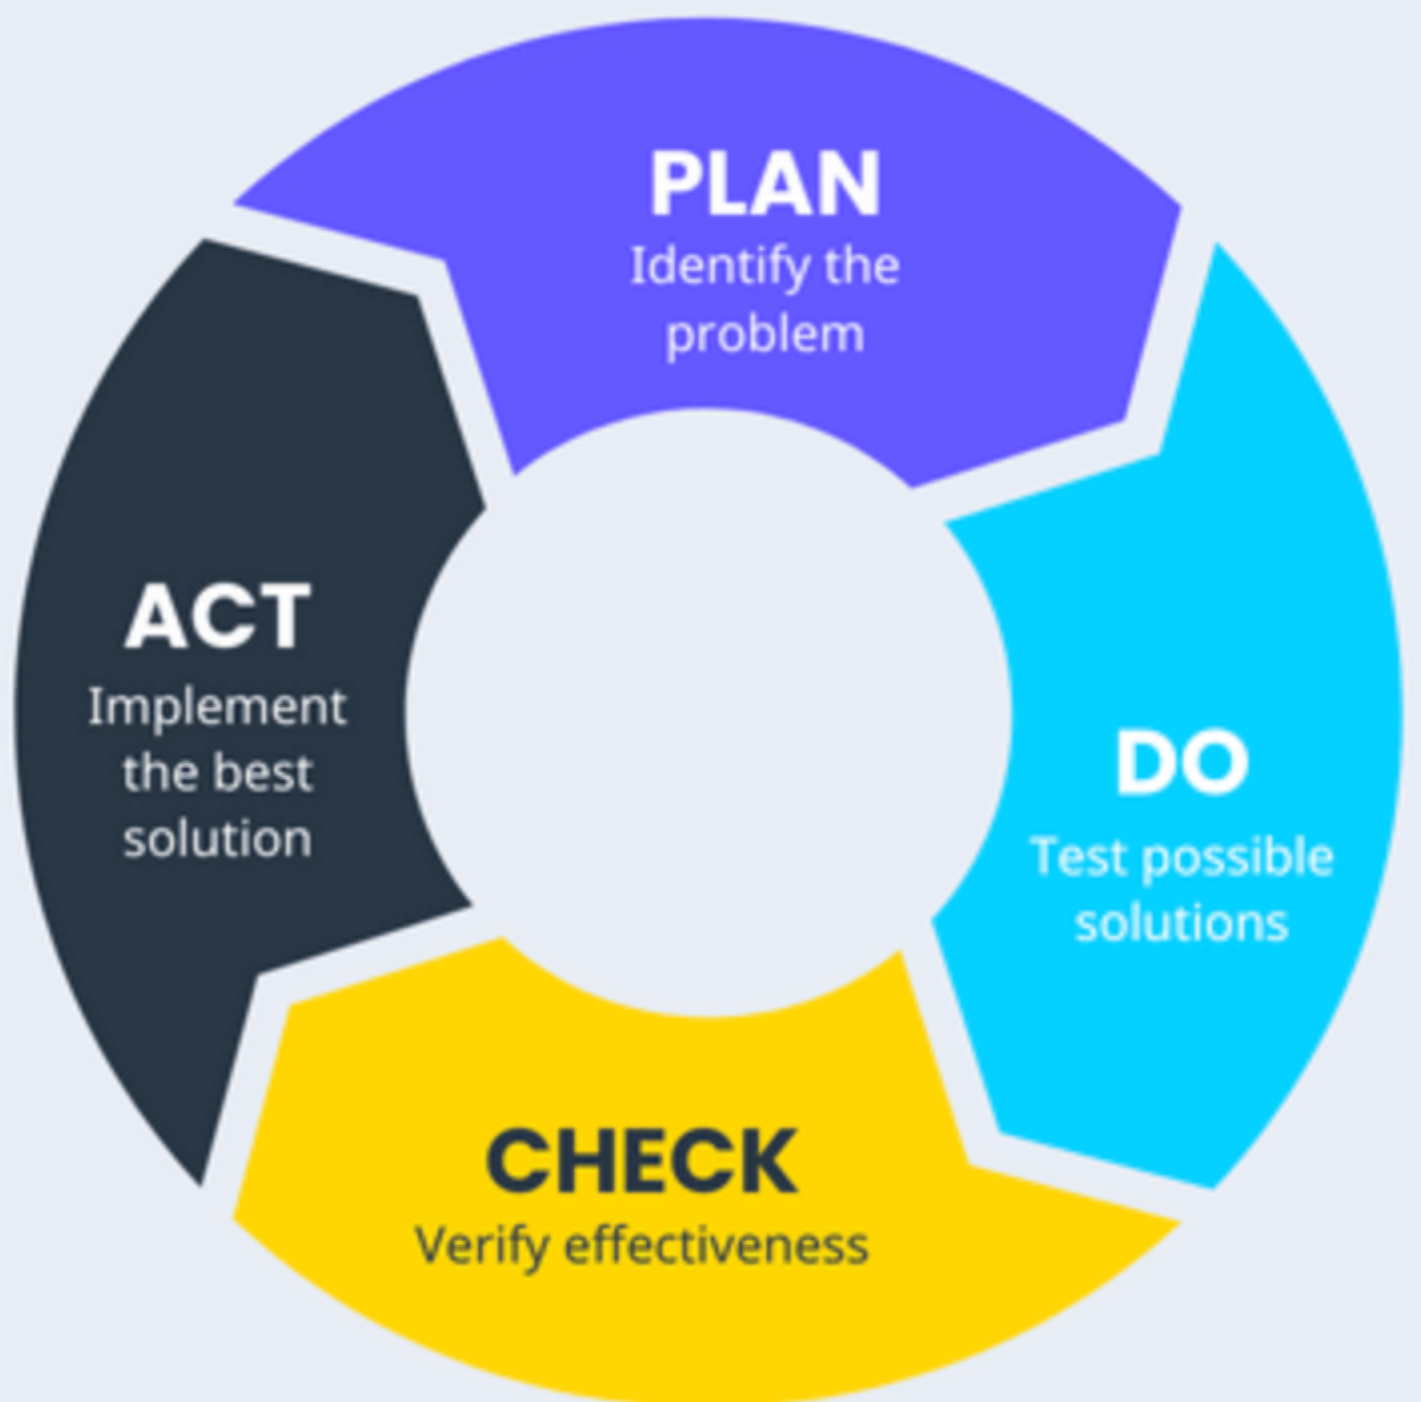 PLAN
Identify the
problem
DO
Test possible
solutions
CHECK
Verify effectiveness
ACT
Implement
the best
solution